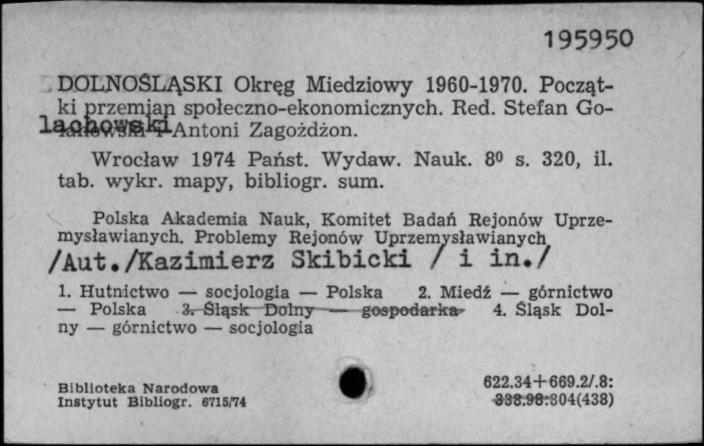 195950
DOLNOŚLĄSKI Okręg Miedziowy 1960-1970. Począt-
ki przemian społeczno-ekonomicznych. Red. Stefan Go-
lachowski i Antoni Zagożdżon.
Wrocław 1974 Państ. Wydaw. Nauk. 8⁰ s. 320, il.
tab. wykr. mapy, bibliogr. sum.
Polska Akademia Nauk, Komitet Badań Rejonów Uprze-
mysławianych. Problemy Rejonów Uprzemysławianych
/Aut./Kazimierz Skibicki / i in./
1. Hutnictwo — socjologia — Polska 2. Miedź — górnictwo
— Polska 3. Śląsk Dolny — gospodarka 4. Śląsk Dol-
ny — górnictwo — socjologia
Biblioteka Narodowa
Instytut Bibliogr. 6715/74
622.34+669.2/.8:
338.98:304(438)